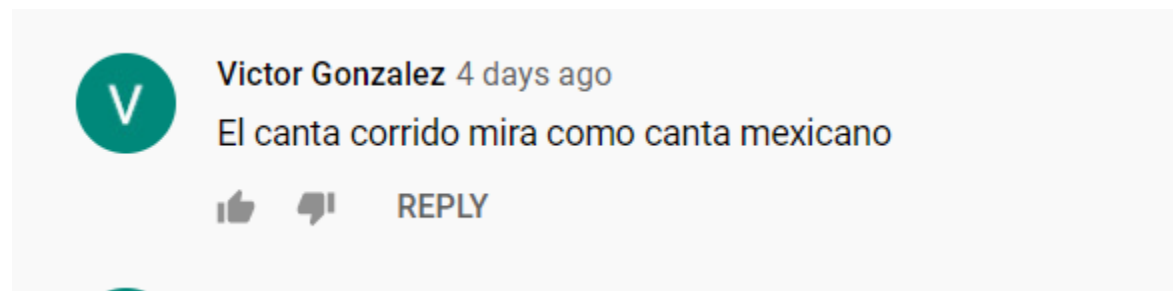 V
Victor Gonzalez 4 days ago
El canta corrido mira como canta mexicano
REPLY